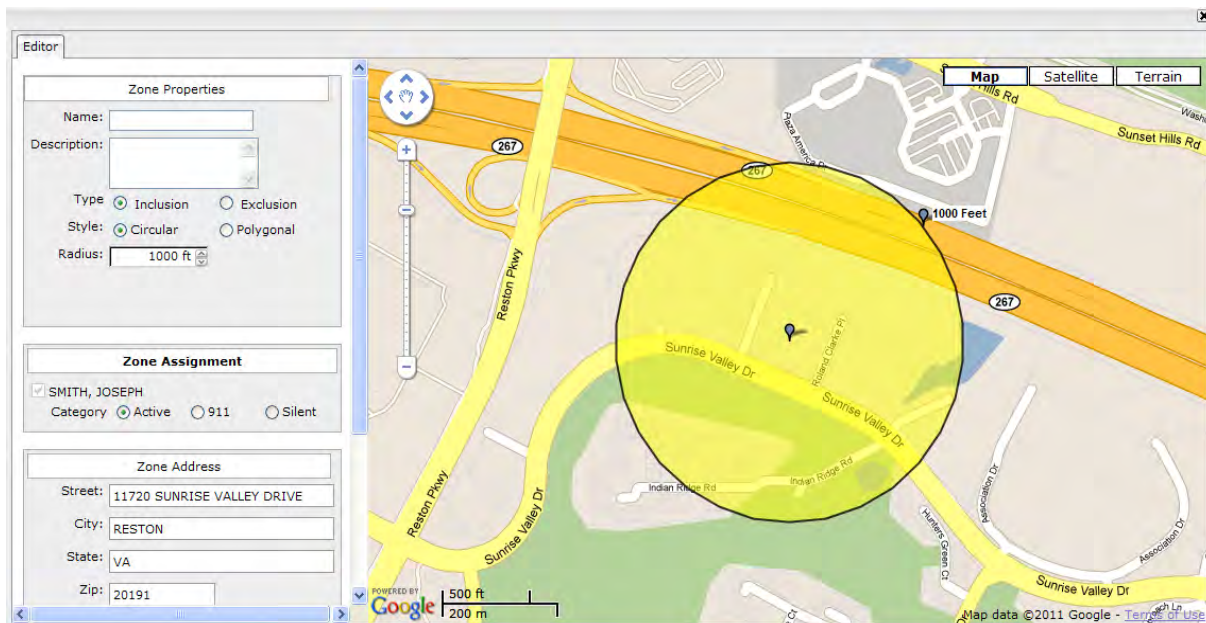 Editor
Zone Properties
Name:
Description:
Type Inclusion Exclusion
Style: Circular Polygonal
Radius: 1000 ft
Zone Assignment
SMITH, JOSEPH
Category Active 911 Silent
Zone Address
Street: 11720 SUNRISE VALLEY DRIVE
City: RESTON
State: VA
Zip: 20191
Map Satellite Terrain
Hills Rd
Sunset Hills Rd
Plaza America
267
267
1000 Feet
267
Reston Pkwy
Sunrise Valley Dr
Roland Clarke Pl
Sunrise Valley Dr
Indian Ridge Rd
Indian Ridge Rd
Reston Pkwy
Sunrise Valley Dr
Hunters Green Ct
Association Dr
Association Dr
Sunrise Valley Dr
Ct
POWERED BY
Google
500 ft
200 m
Map data ©2011 Google - Terms of Use